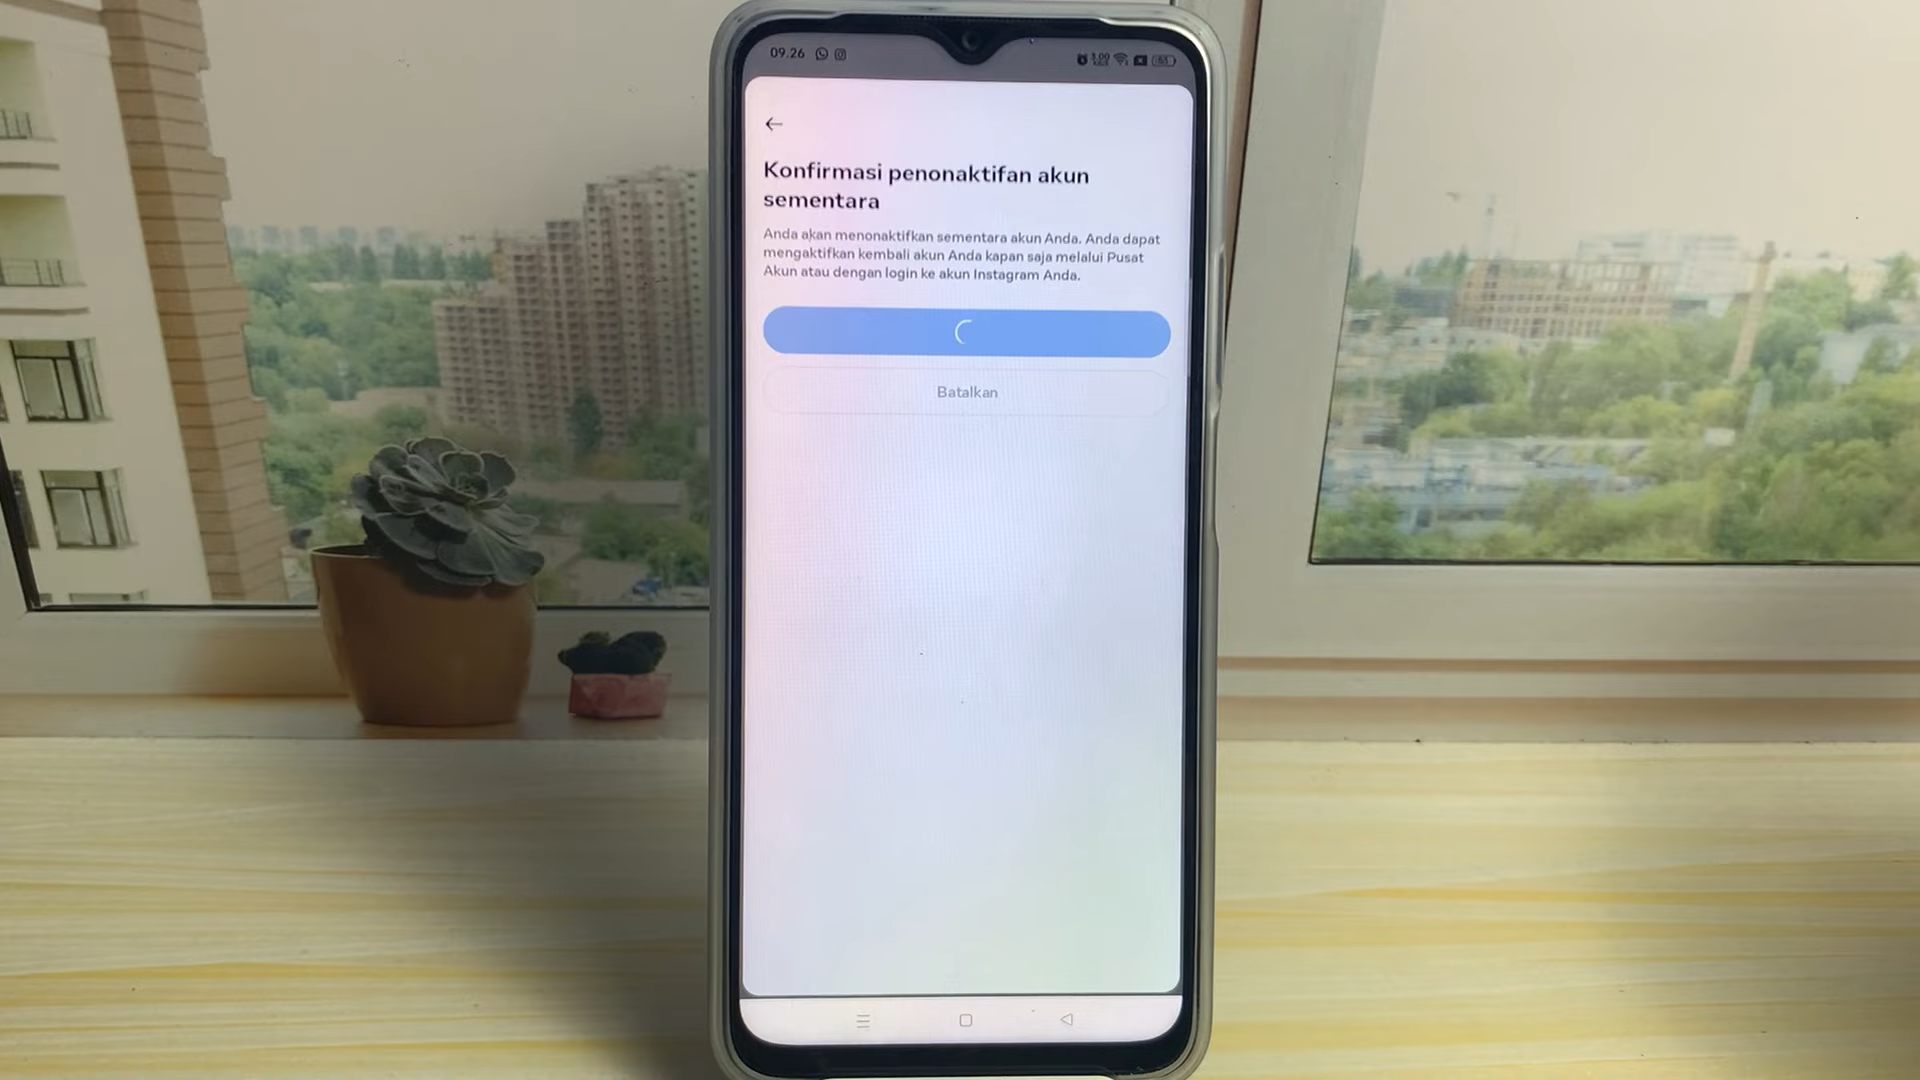 09.26
Konfirmasi penonaktifan akun
sementara
Anda akan menonaktifkan sementara akun Anda. Anda dapat
mengaktifkan kembali akun Anda kapan saja melalui Pusat
Akun atau dengan login ke akun Instagram Anda.
Batalkan